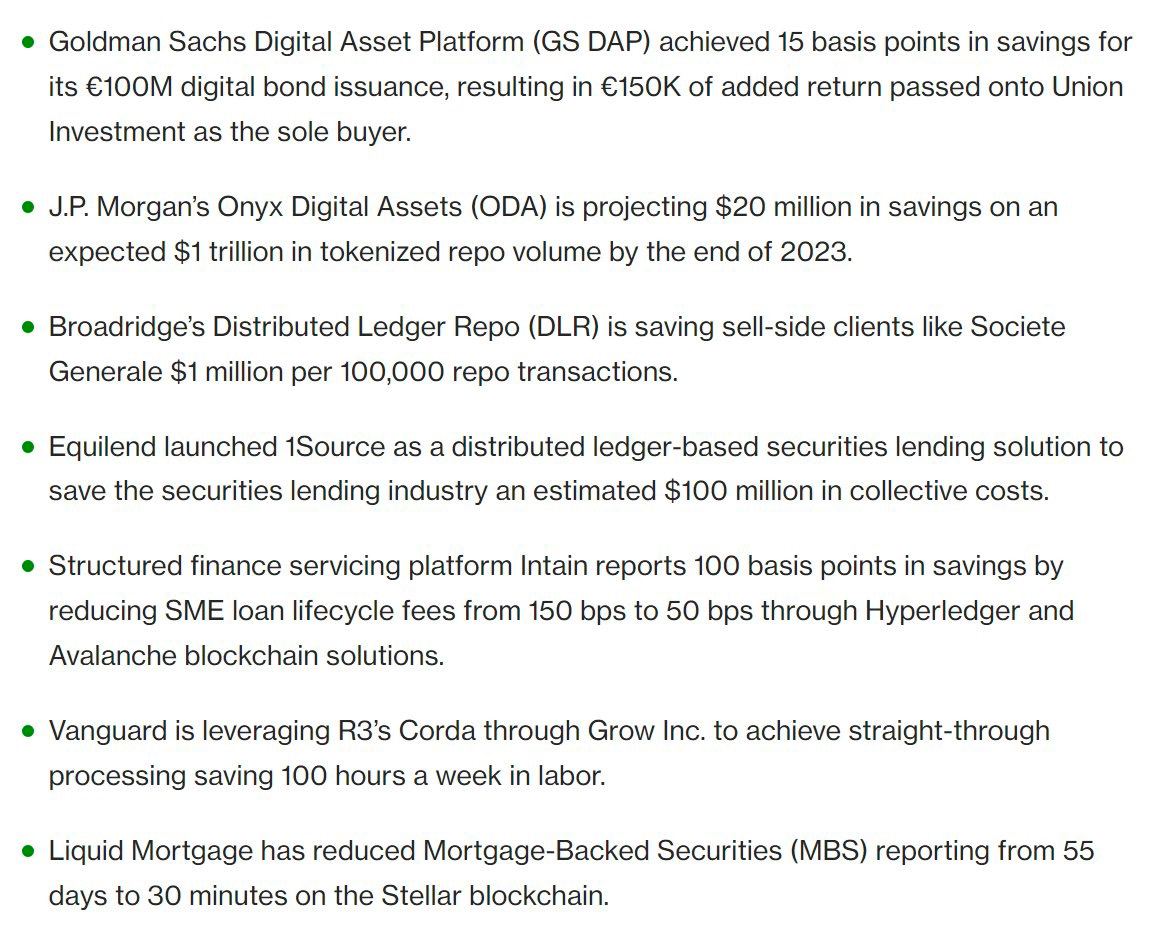 Goldman Sachs Digital Asset Platform (GS DAP) achieved 15 basis points in savings for
its €100M digital bond issuance, resulting in €150K of added return passed onto Union
Investment as the sole buyer.
J.P. Morgan’s Onyx Digital Assets (ODA) is projecting $20 million in savings on an
expected $1 trillion in tokenized repo volume by the end of 2023.
Broadridge’s Distributed Ledger Repo (DLR) is saving sell-side clients like Societe
Generale $1 million per 100,000 repo transactions.
Equilend launched 1Source as a distributed ledger-based securities lending solution to
save the securities lending industry an estimated $100 million in collective costs.
Structured finance servicing platform Intain reports 100 basis points in savings by
reducing SME loan lifecycle fees from 150 bps to 50 bps through Hyperledger and
Avalanche blockchain solutions.
Vanguard is leveraging R3’s Corda through Grow Inc. to achieve straight-through
processing saving 100 hours a week in labor.
Liquid Mortgage has reduced Mortgage-Backed Securities (MBS) reporting from 55
days to 30 minutes on the Stellar blockchain.